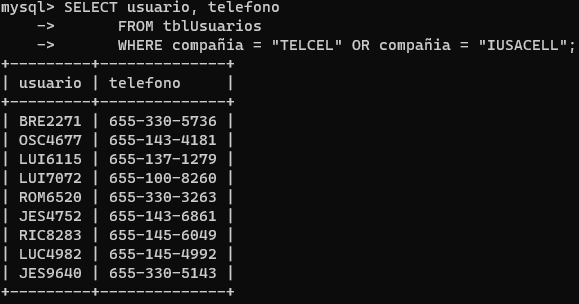 mysql> SELECT usuario, telefono
    ->     FROM tblUsuarios
    ->     WHERE compañia = "TELCEL" OR compañia = "IUSACELL";
+---------+--------------+
| usuario | telefono     |
+---------+--------------+
| BRE2271 | 655-330-5736 |
| OSC4677 | 655-143-4181 |
| LUI6115 | 655-137-1279 |
| LUI7072 | 655-100-8260 |
| ROM6520 | 655-330-3263 |
| JES4752 | 655-143-6861 |
| RIC8283 | 655-145-6049 |
| LUC4982 | 655-145-4992 |
| JES9640 | 655-330-5143 |
+---------+--------------+